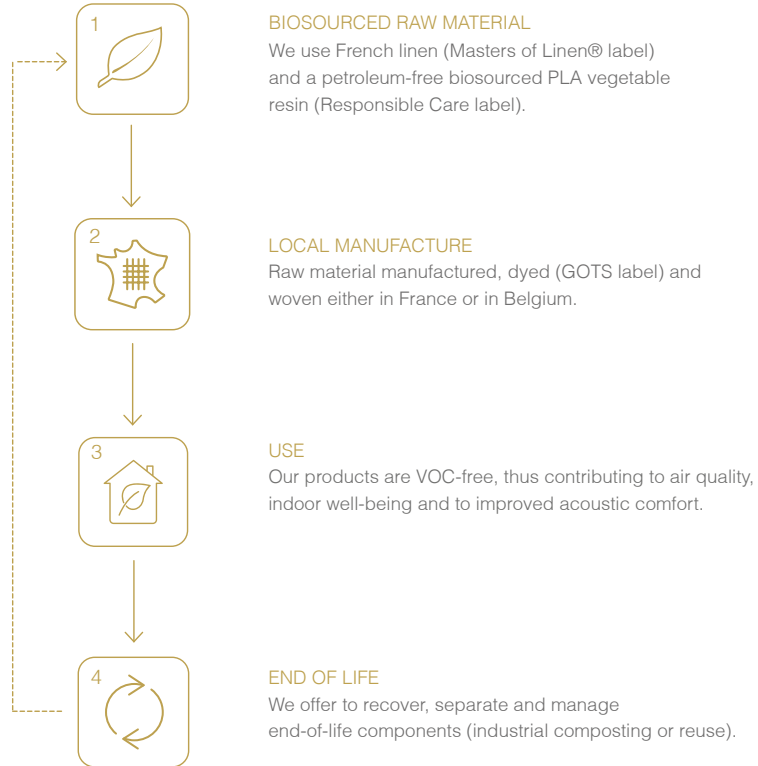 1
BIOSOURCED RAW MATERIAL
We use French linen (Masters of Linen® label)
and a petroleum-free biosourced PLA vegetable
resin (Responsible Care label).
2
LOCAL MANUFACTURE
Raw material manufactured, dyed (GOTS label) and
woven either in France or in Belgium.
3
USE
Our products are VOC-free, thus contributing to air quality,
indoor well-being and to improved acoustic comfort.
4
END OF LIFE
We offer to recover, separate and manage
end-of-life components (industrial composting or reuse).